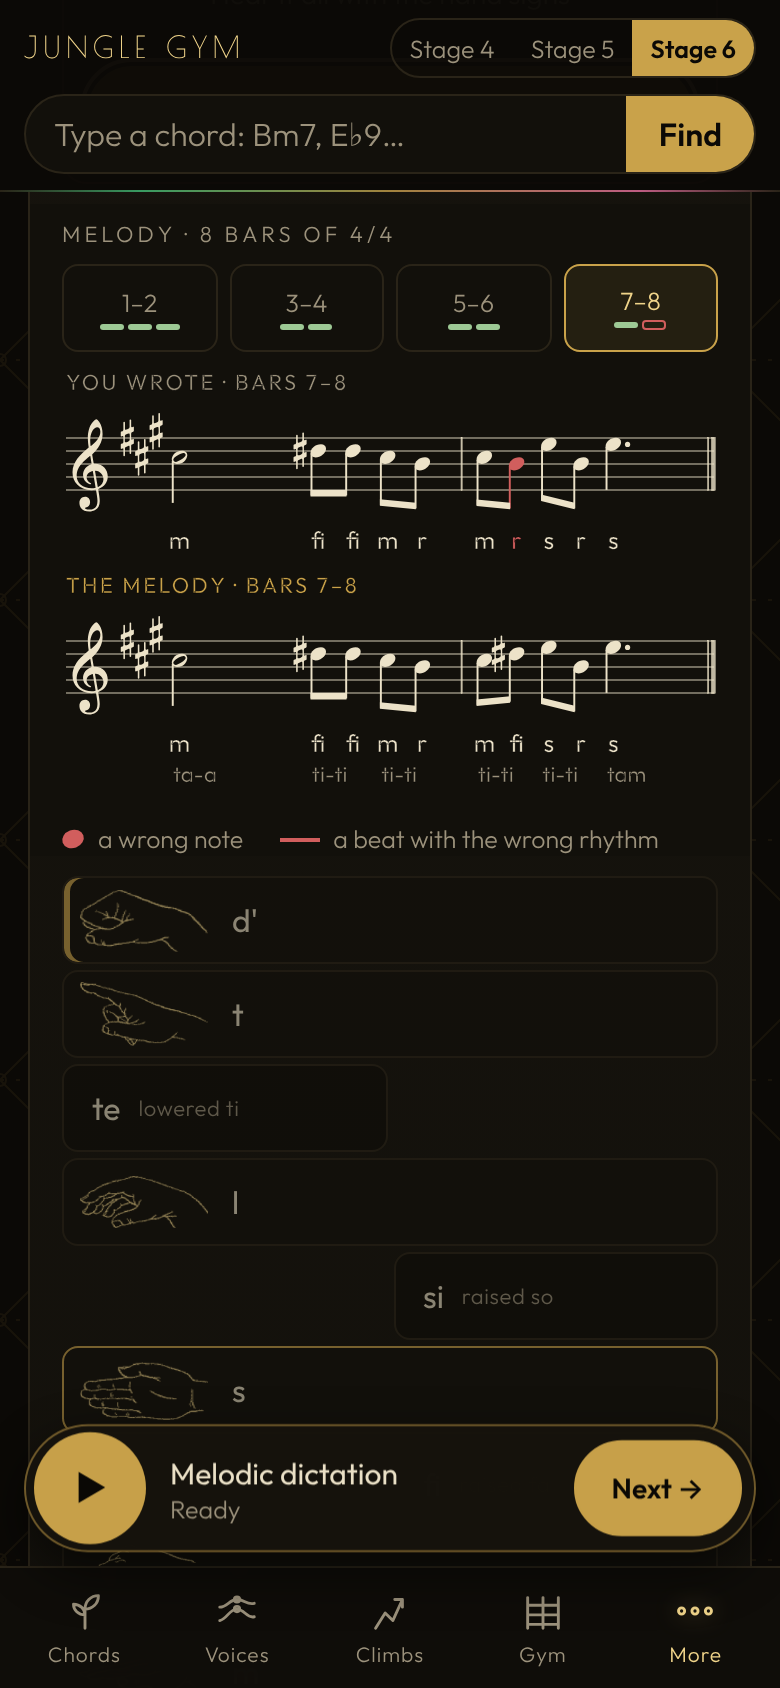 JUNGLE GYM
Stage 4 Stage 5 Stage 6
Type a chord: Bm7, E♭9... Find
MELODY · 8 BARS OF 4/4
1–2 3–4 5–6 7–8
YOU WROTE · BARS 7–8
m fi fi m r m r s r s
THE MELODY · BARS 7–8
m fi fi m r m fi s r s
ta-a ti-ti ti-ti ti-ti ti-ti tam
a wrong note a beat with the wrong rhythm
d'
t
te lowered ti
l
si raised so
s
Melodic dictation
Ready
Next →
Chords Voices Climbs Gym More